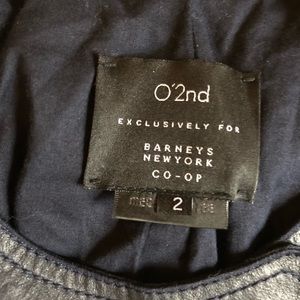 O'2nd
EXCLUSIVELY FOR
BARNEYS
NEWYORK
CO-OP
2